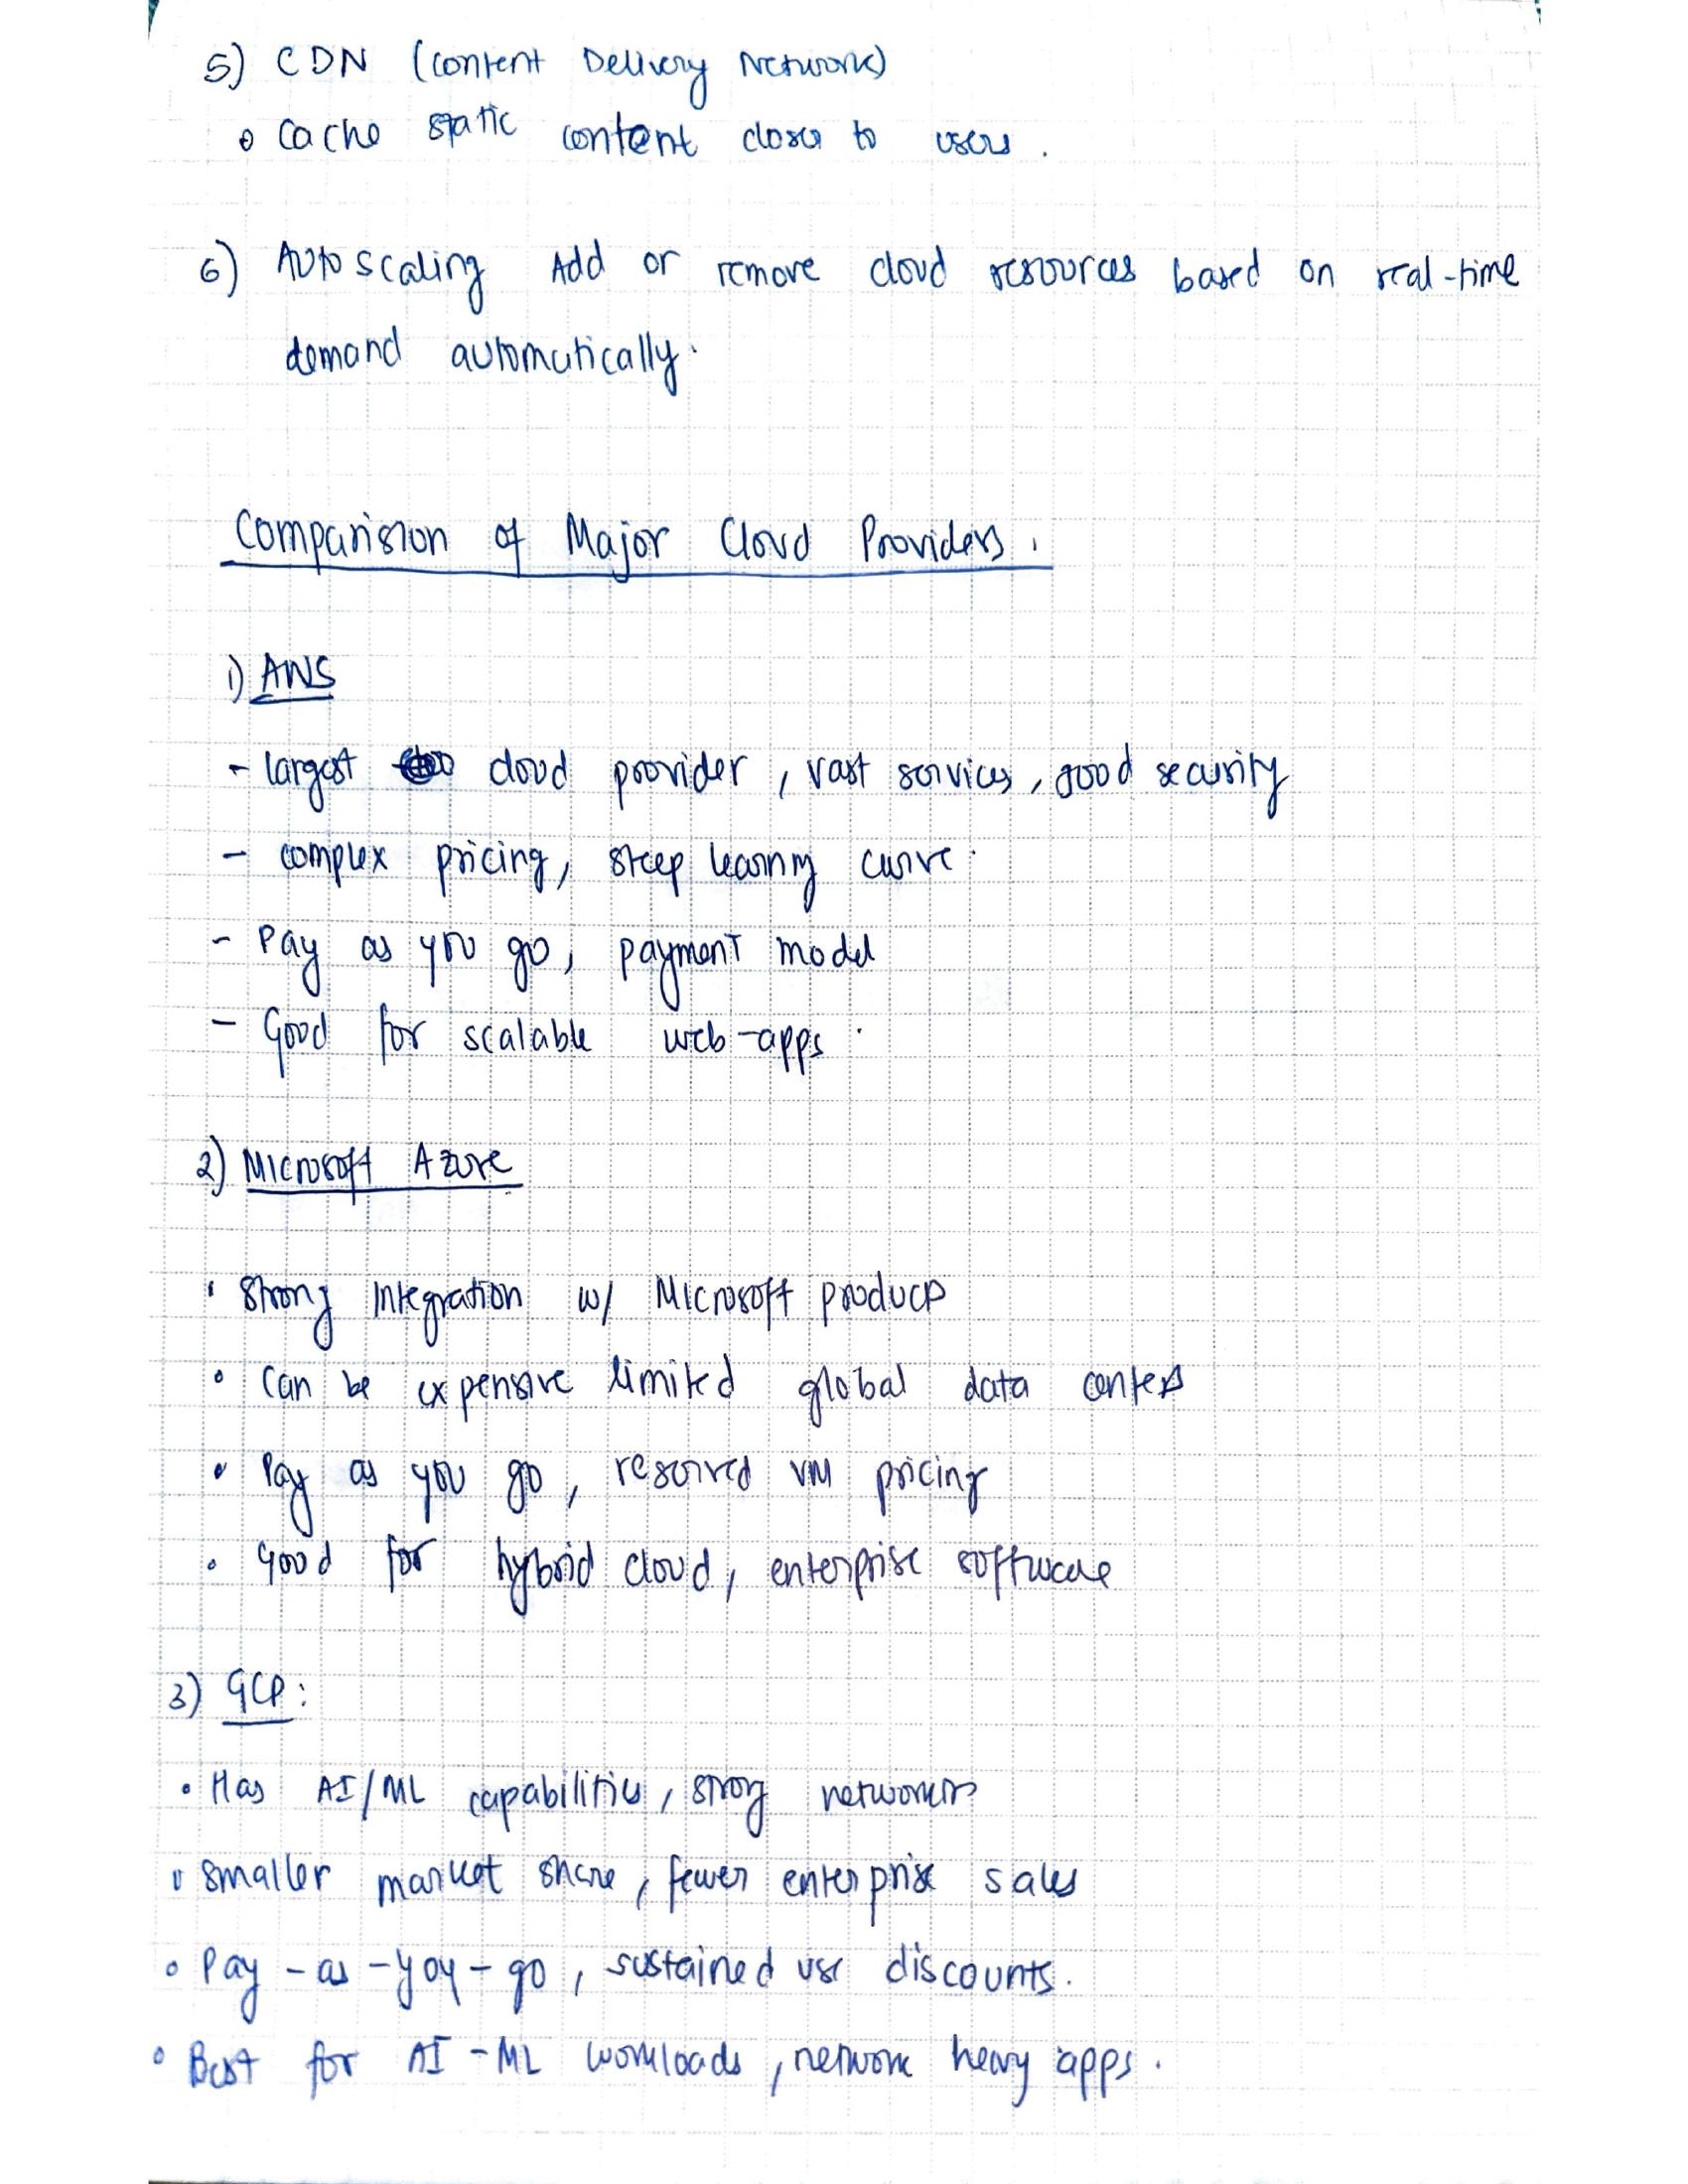 5) CDN (Content Delivery Network)
• Cache static content closer to users.
6) Auto scaling Add or remove cloud resources based on real-time
demand automatically.
Comparision of Major Cloud Providers.
1) AWS
- largest cloud provider, vast services, good security
- complex pricing, steep learning curve.
- Pay as you go, payment model
- Good for scalable web-apps.
2) Microsoft Azure
• Strong Integration w/ Microsoft products
• Can be expensive limited global data centers
• Pay as you go, reserved VM pricing
• Good for hybrid cloud, enterprise software
3) GCP:
• Has AI/ML capabilities, strong networks
• Smaller market share, fewer enterprise sales
• Pay-as-yoy-go, sustained use discounts.
• Best for AI-ML workloads, network heavy apps.